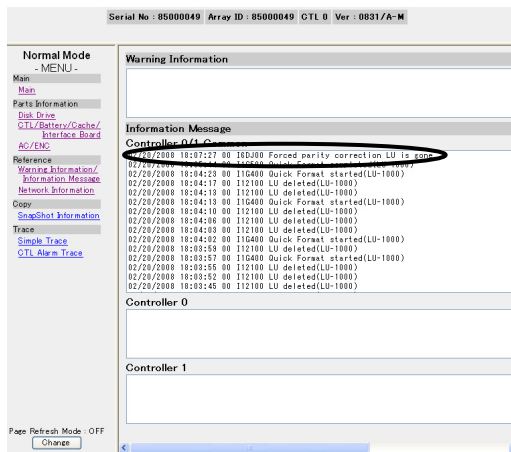 Serial No : 85000049 Array ID : 85000049 CTL 0 Ver : 0831/A-M
Normal Mode
- MENU -
Main
Main
Parts Information
Disk Drive
CTL/Battery/Cache/
Interface Board
AC/ENC
Reference
Warning Information/
Information Message
Network Information
Copy
SnapShot Information
Trace
Simple Trace
CTL Alarm Trace
Page Refresh Mode : OFF
Change
Warning Information
Information Message
Controller 0/1 Common
02/20/2008 18:07:27 00 I6DJ00 Forced parity correction LU is gone
02/20/2008 00 Quick Format completed(LU-1000)
02/20/2008 18:04:23 00 I1G400 Quick Format started(LU-1000)
02/20/2008 18:04:17 00 I12100 LU deleted(LU-1000)
02/20/2008 18:04:13 00 I12100 LU deleted(LU-1000)
02/20/2008 18:04:13 00 I1G400 Quick Format started(LU-1000)
02/20/2008 18:04:10 00 I12100 LU deleted(LU-1000)
02/20/2008 18:04:06 00 I12100 LU deleted(LU-1000)
02/20/2008 18:04:03 00 I12100 LU deleted(LU-1000)
02/20/2008 18:04:02 00 I1G400 Quick Format started(LU-1000)
02/20/2008 18:03:59 00 I12100 LU deleted(LU-1000)
02/20/2008 18:03:57 00 I1G400 Quick Format started(LU-1000)
02/20/2008 18:03:55 00 I12100 LU deleted(LU-1000)
02/20/2008 18:03:52 00 I12100 LU deleted(LU-1000)
02/20/2008 18:03:45 00 I12100 LU deleted(LU-1000)
Controller 0
Controller 1